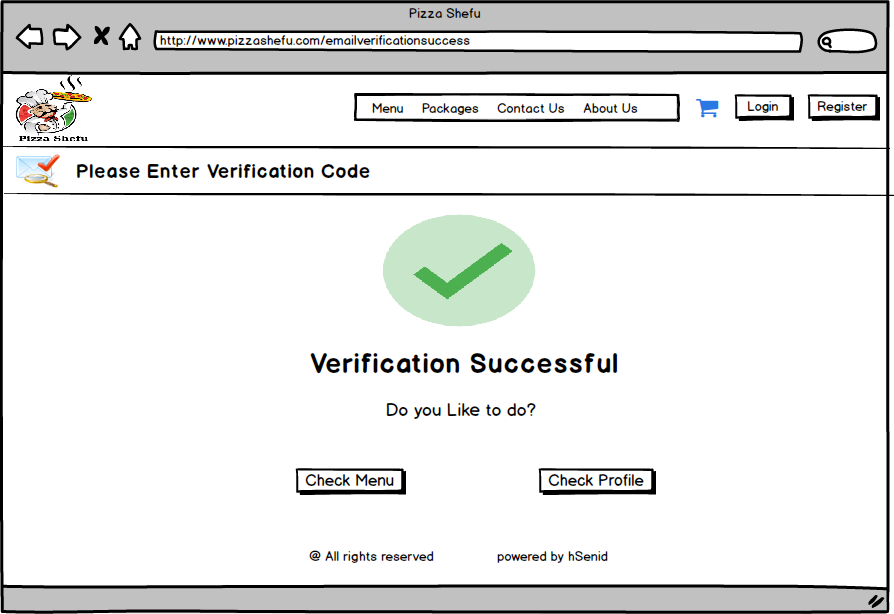 Pizza Shefu
http://www.pizzashefu.com/emailverificationsuccess
Pizza Shefu
Menu Packages Contact Us About Us
Login
Register
Please Enter Verification Code
Verification Successful
Do you Like to do?
Check Menu
Check Profile
@ All rights reserved
powered by hSenid